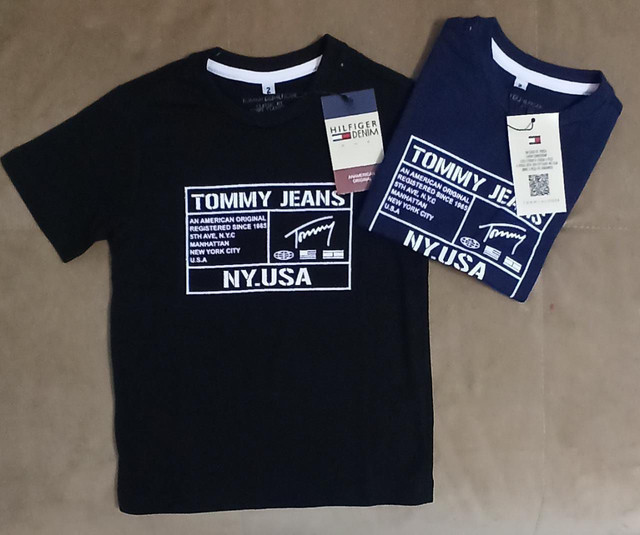 2
HILFIGER
DENIM
TOMMY JEANS
AN AMERICAN ORIGINAL
REGISTERED SINCE 1985
5TH AVE, N.Y.C
MANHATTAN
NEW YORK CITY
U.S.A
Tommy
NY.USA
TOMMY JEANS
AN AMERICAN ORIGINAL
REGISTERED SINCE 1985
5TH AVE, N.Y.C
MANHATTAN
NEW YORK CITY
U.S.A
Tommy
NY.USA